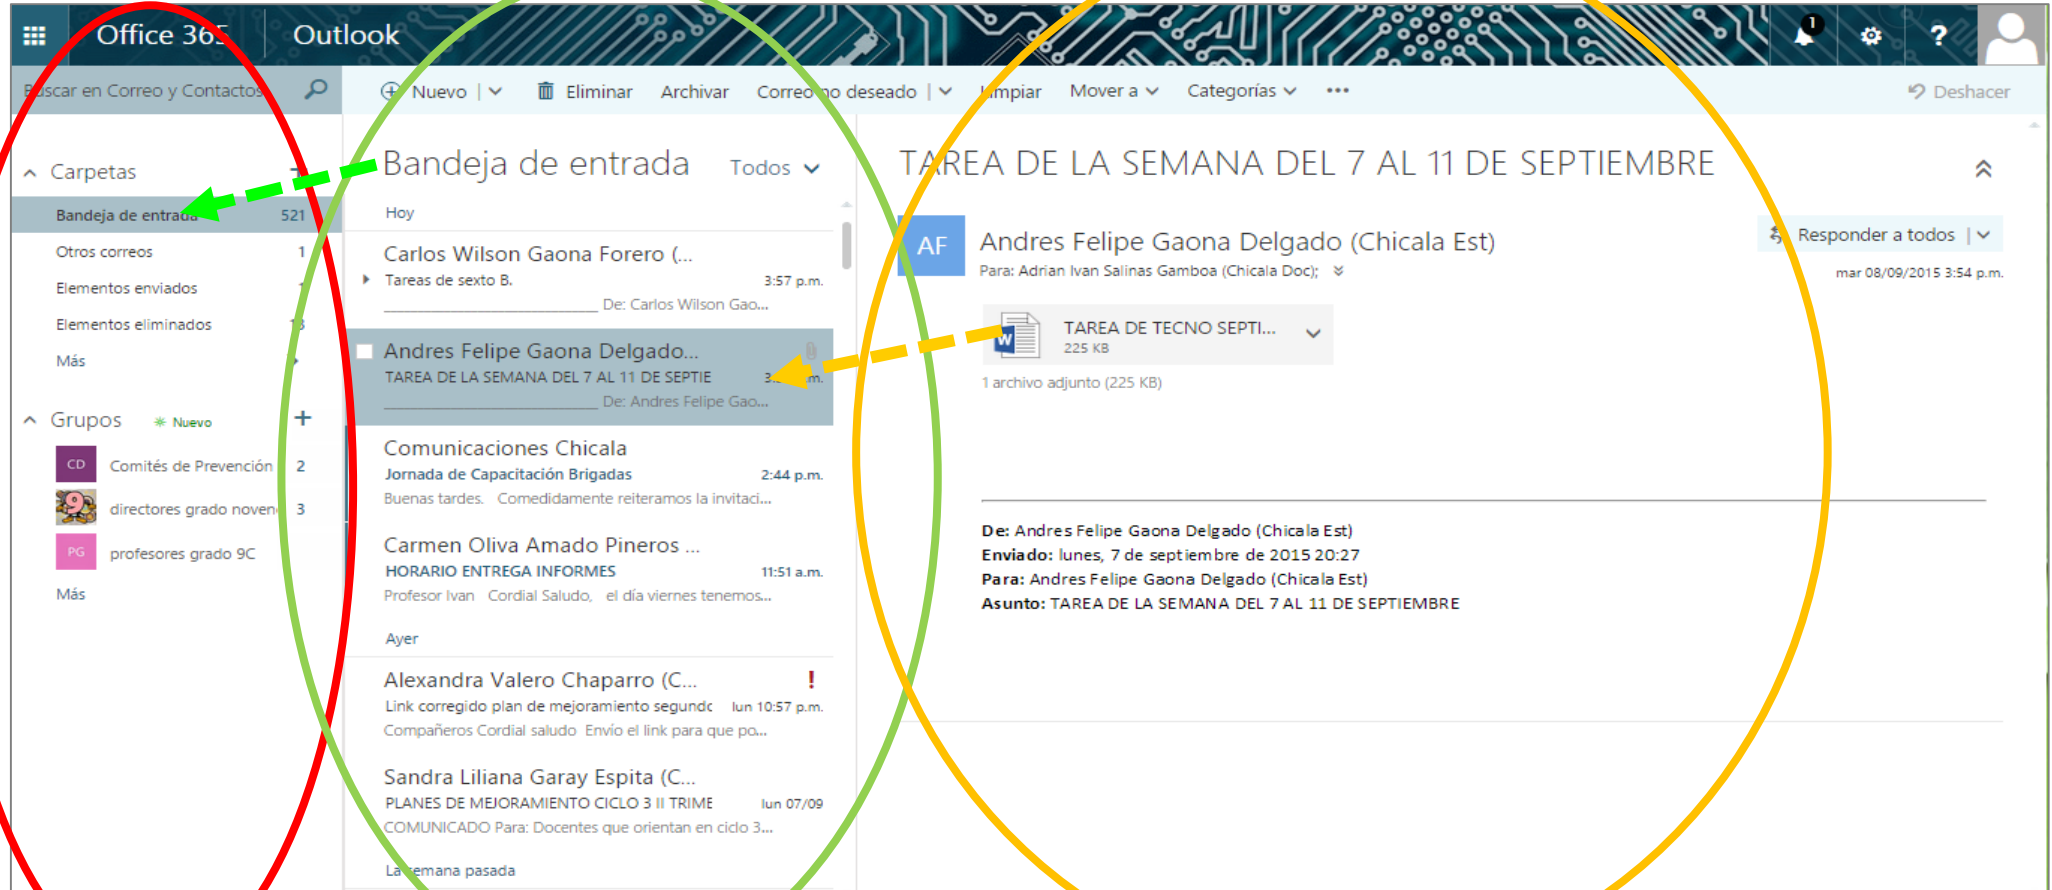 Office 365 Outlook
1
?
Buscar en Correo y Contactos
Nuevo Eliminar Archivar Correo no deseado Limpiar Mover a Categorías ••• Deshacer
Carpetas +
Bandeja de entrada 521
Otros correos 1
Elementos enviados
Elementos eliminados 13
Más
Grupos Nuevo +
CD Comités de Prevención 2
directores grado noven 3
PG profesores grado 9C
Más
Bandeja de entrada Todos
Hoy
Carlos Wilson Gaona Forero (...
Tareas de sexto B. 3:57 p.m.
De: Carlos Wilson Gao...
Andres Felipe Gaona Delgado...
TAREA DE LA SEMANA DEL 7 AL 11 DE SEPTIE
De: Andres Felipe Gao...
Comunicaciones Chicala
Jornada de Capacitación Brigadas 2:44 p.m.
Buenas tardes. Comedidamente reiteramos la invitaci...
Carmen Oliva Amado Pineros ...
HORARIO ENTREGA INFORMES 11:51 a.m.
Profesor Ivan Cordial Saludo, el día viernes tenemos...
Ayer
Alexandra Valero Chaparro (C... !
Link corregido plan de mejoramiento segundo lun 10:57 p.m.
Compañeros Cordial saludo Envío el link para que po...
Sandra Liliana Garay Espita (C...
PLANES DE MEJORAMIENTO CICLO 3 II TRIME lun 07/09
COMUNICADO Para: Docentes que orientan en ciclo 3...
La semana pasada
TAREA DE LA SEMANA DEL 7 AL 11 DE SEPTIEMBRE
AF Andres Felipe Gaona Delgado (Chicala Est)
Responder a todos
Para: Adrian Ivan Salinas Gamboa (Chicala Doc);
mar 08/09/2015 3:54 p.m.
W TAREA DE TECNO SEPTI...
225 KB
1 archivo adjunto (225 KB)
De: Andres Felipe Gaona Delgado (Chicala Est)
Enviado: lunes, 7 de septiembre de 2015 20:27
Para: Andres Felipe Gaona Delgado (Chicala Est)
Asunto: TAREA DE LA SEMANA DEL 7 AL 11 DE SEPTIEMBRE